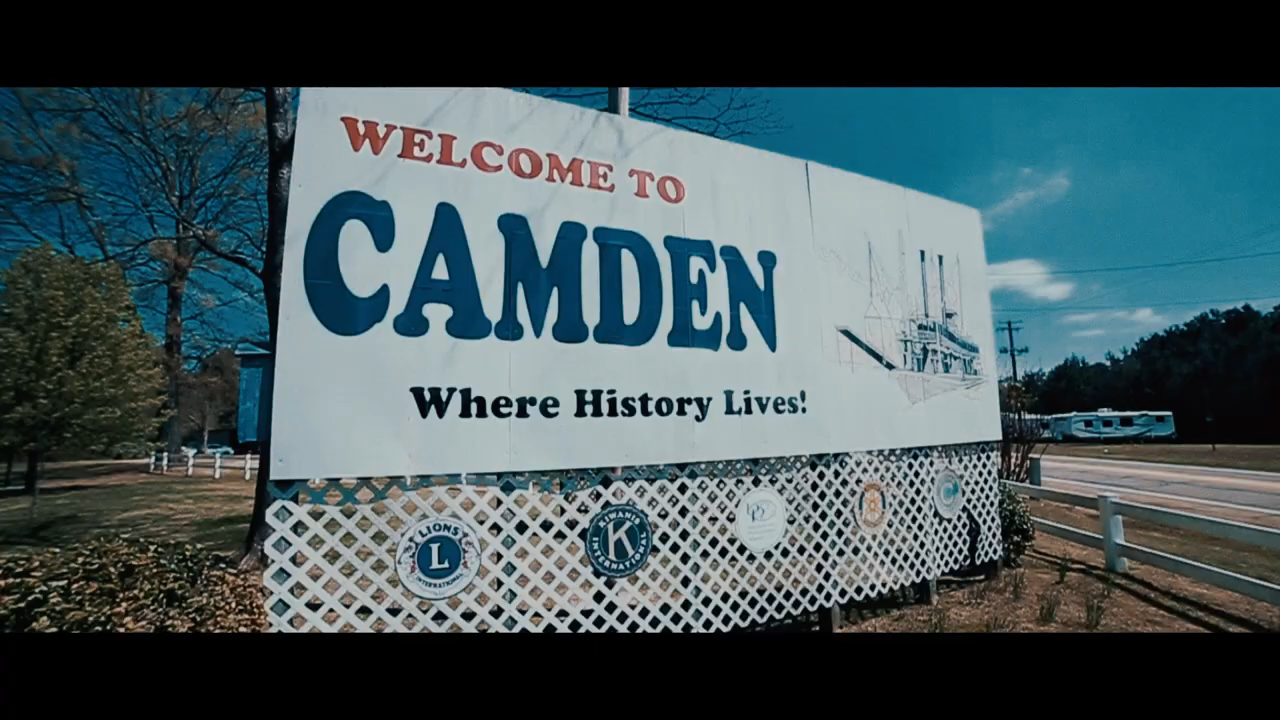 WELCOME TO
CAMDEN
Where History Lives!
LIONS
L
INTERNATIONAL
KIWANIS
K
INTERNATIONAL